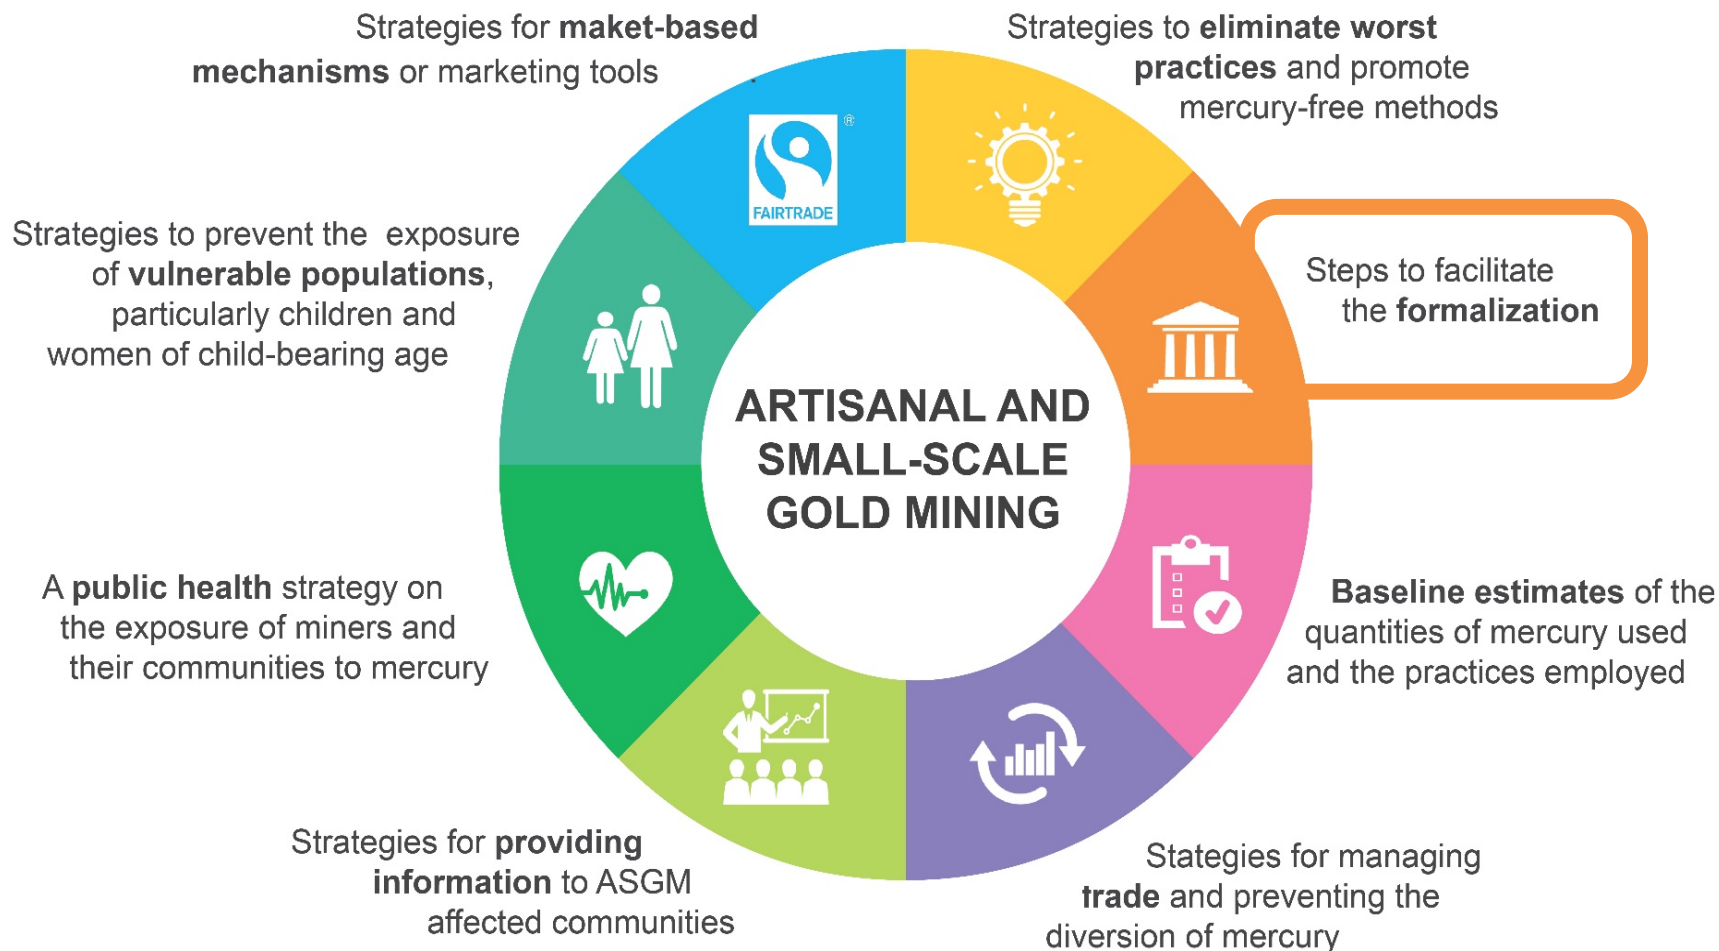 Strategies for maket-based
mechanisms or marketing tools
Strategies to eliminate worst
practices and promote
mercury-free methods
®
FAIRTRADE
Strategies to prevent the exposure
of vulnerable populations,
particularly children and
women of child-bearing age
Steps to facilitate
the formalization
ARTISANAL AND
SMALL-SCALE
GOLD MINING
A public health strategy on
the exposure of miners and
their communities to mercury
Baseline estimates of the
quantities of mercury used
and the practices employed
Strategies for providing
information to ASGM
affected communities
Stategies for managing
trade and preventing the
diversion of mercury